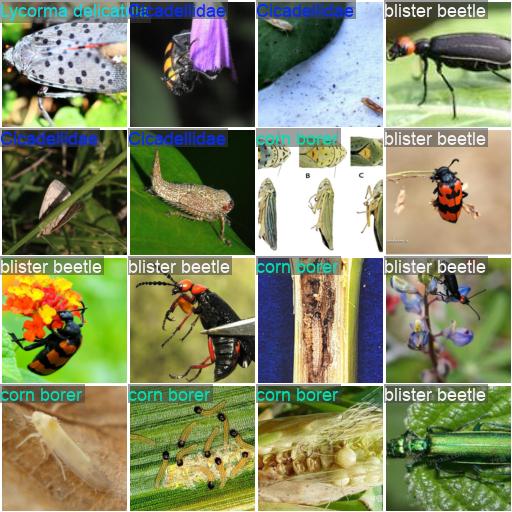 Lycorma delicatula
Cicadellidae
Cicadellidae
blister beetle
Cicadellidae
Cicadellidae
corn borer
B
C
blister beetle
blister beetle
blister beetle
corn borer
blister beetle
corn borer
corn borer
corn borer
blister beetle